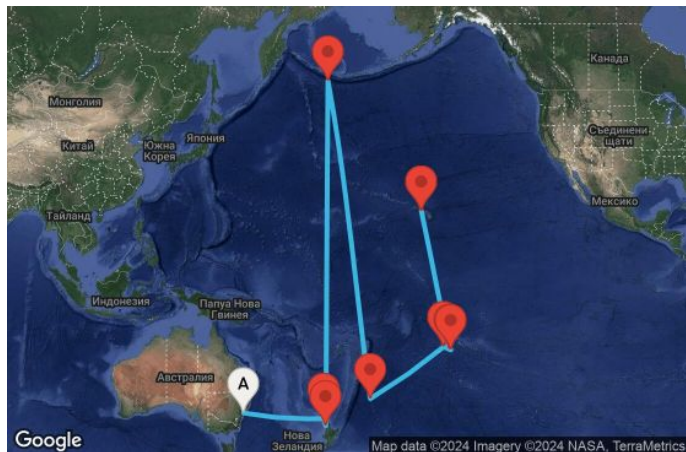 Канада
Монголия
Япония
Китай
Южна
Корея
Съединени
щати
Мексико
Тайланд
Индонезия
Папуа Нова
Гвинея
Австралия
A
Нова
Зеландия
Google
Map data ©2024 Imagery ©2024 NASA, TerraMetrics